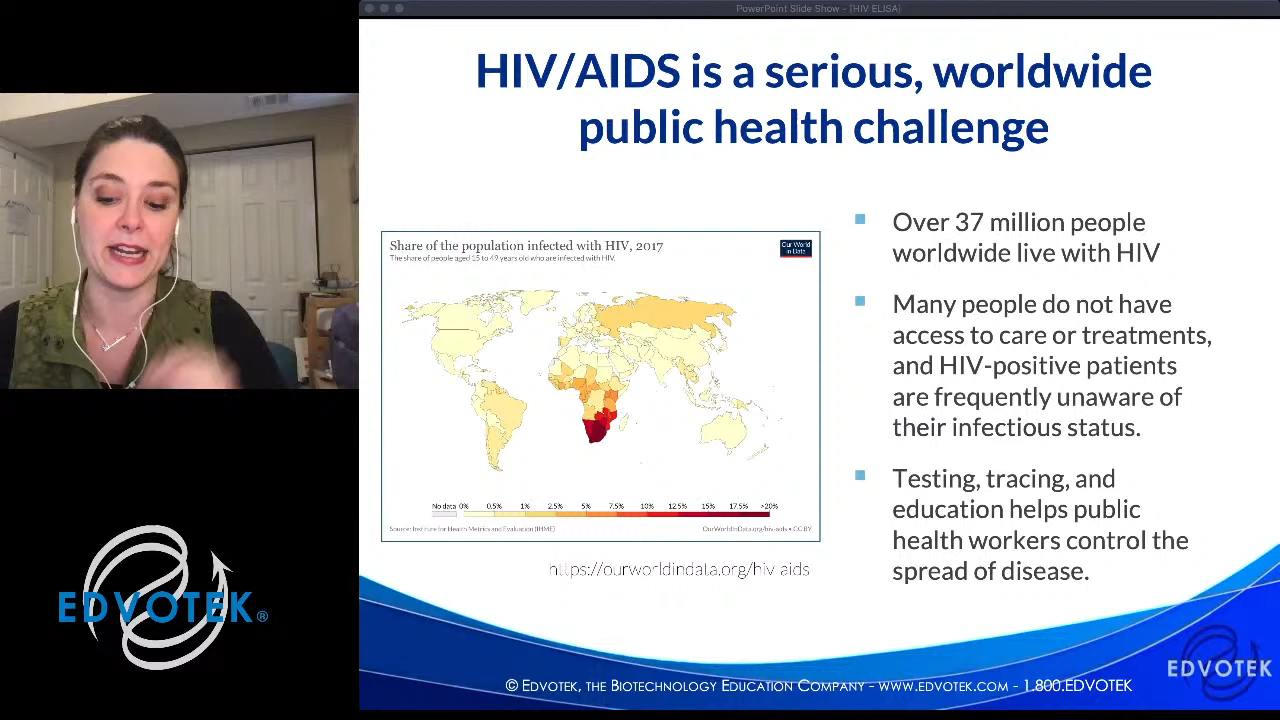 PowerPoint Slide Show - [HIV ELISA]
HIV/AIDS is a serious, worldwide
public health challenge
Share of the population infected with HIV, 2017
The share of people aged 15 to 49 years old who are infected with HIV.
Our World
in Data
No data 0% 0.5% 1% 2.5% 5% 7.5% 10% 12.5% 15% 17.5% >20%
Source: Institute for Health Metrics and Evaluation (IHME)
OurWorldInData.org/hiv-aids • CC BY
https://ourworldindata.org/hiv-aids
Over 37 million people
worldwide live with HIV
Many people do not have
access to care or treatments,
and HIV-positive patients
are frequently unaware of
their infectious status.
Testing, tracing, and
education helps public
health workers control the
spread of disease.
EDVOTEK®
EDVOTEK
© EDVOTEK, THE BIOTECHNOLOGY EDUCATION COMPANY - WWW.EDVOTEK.COM - 1.800.EDVOTEK